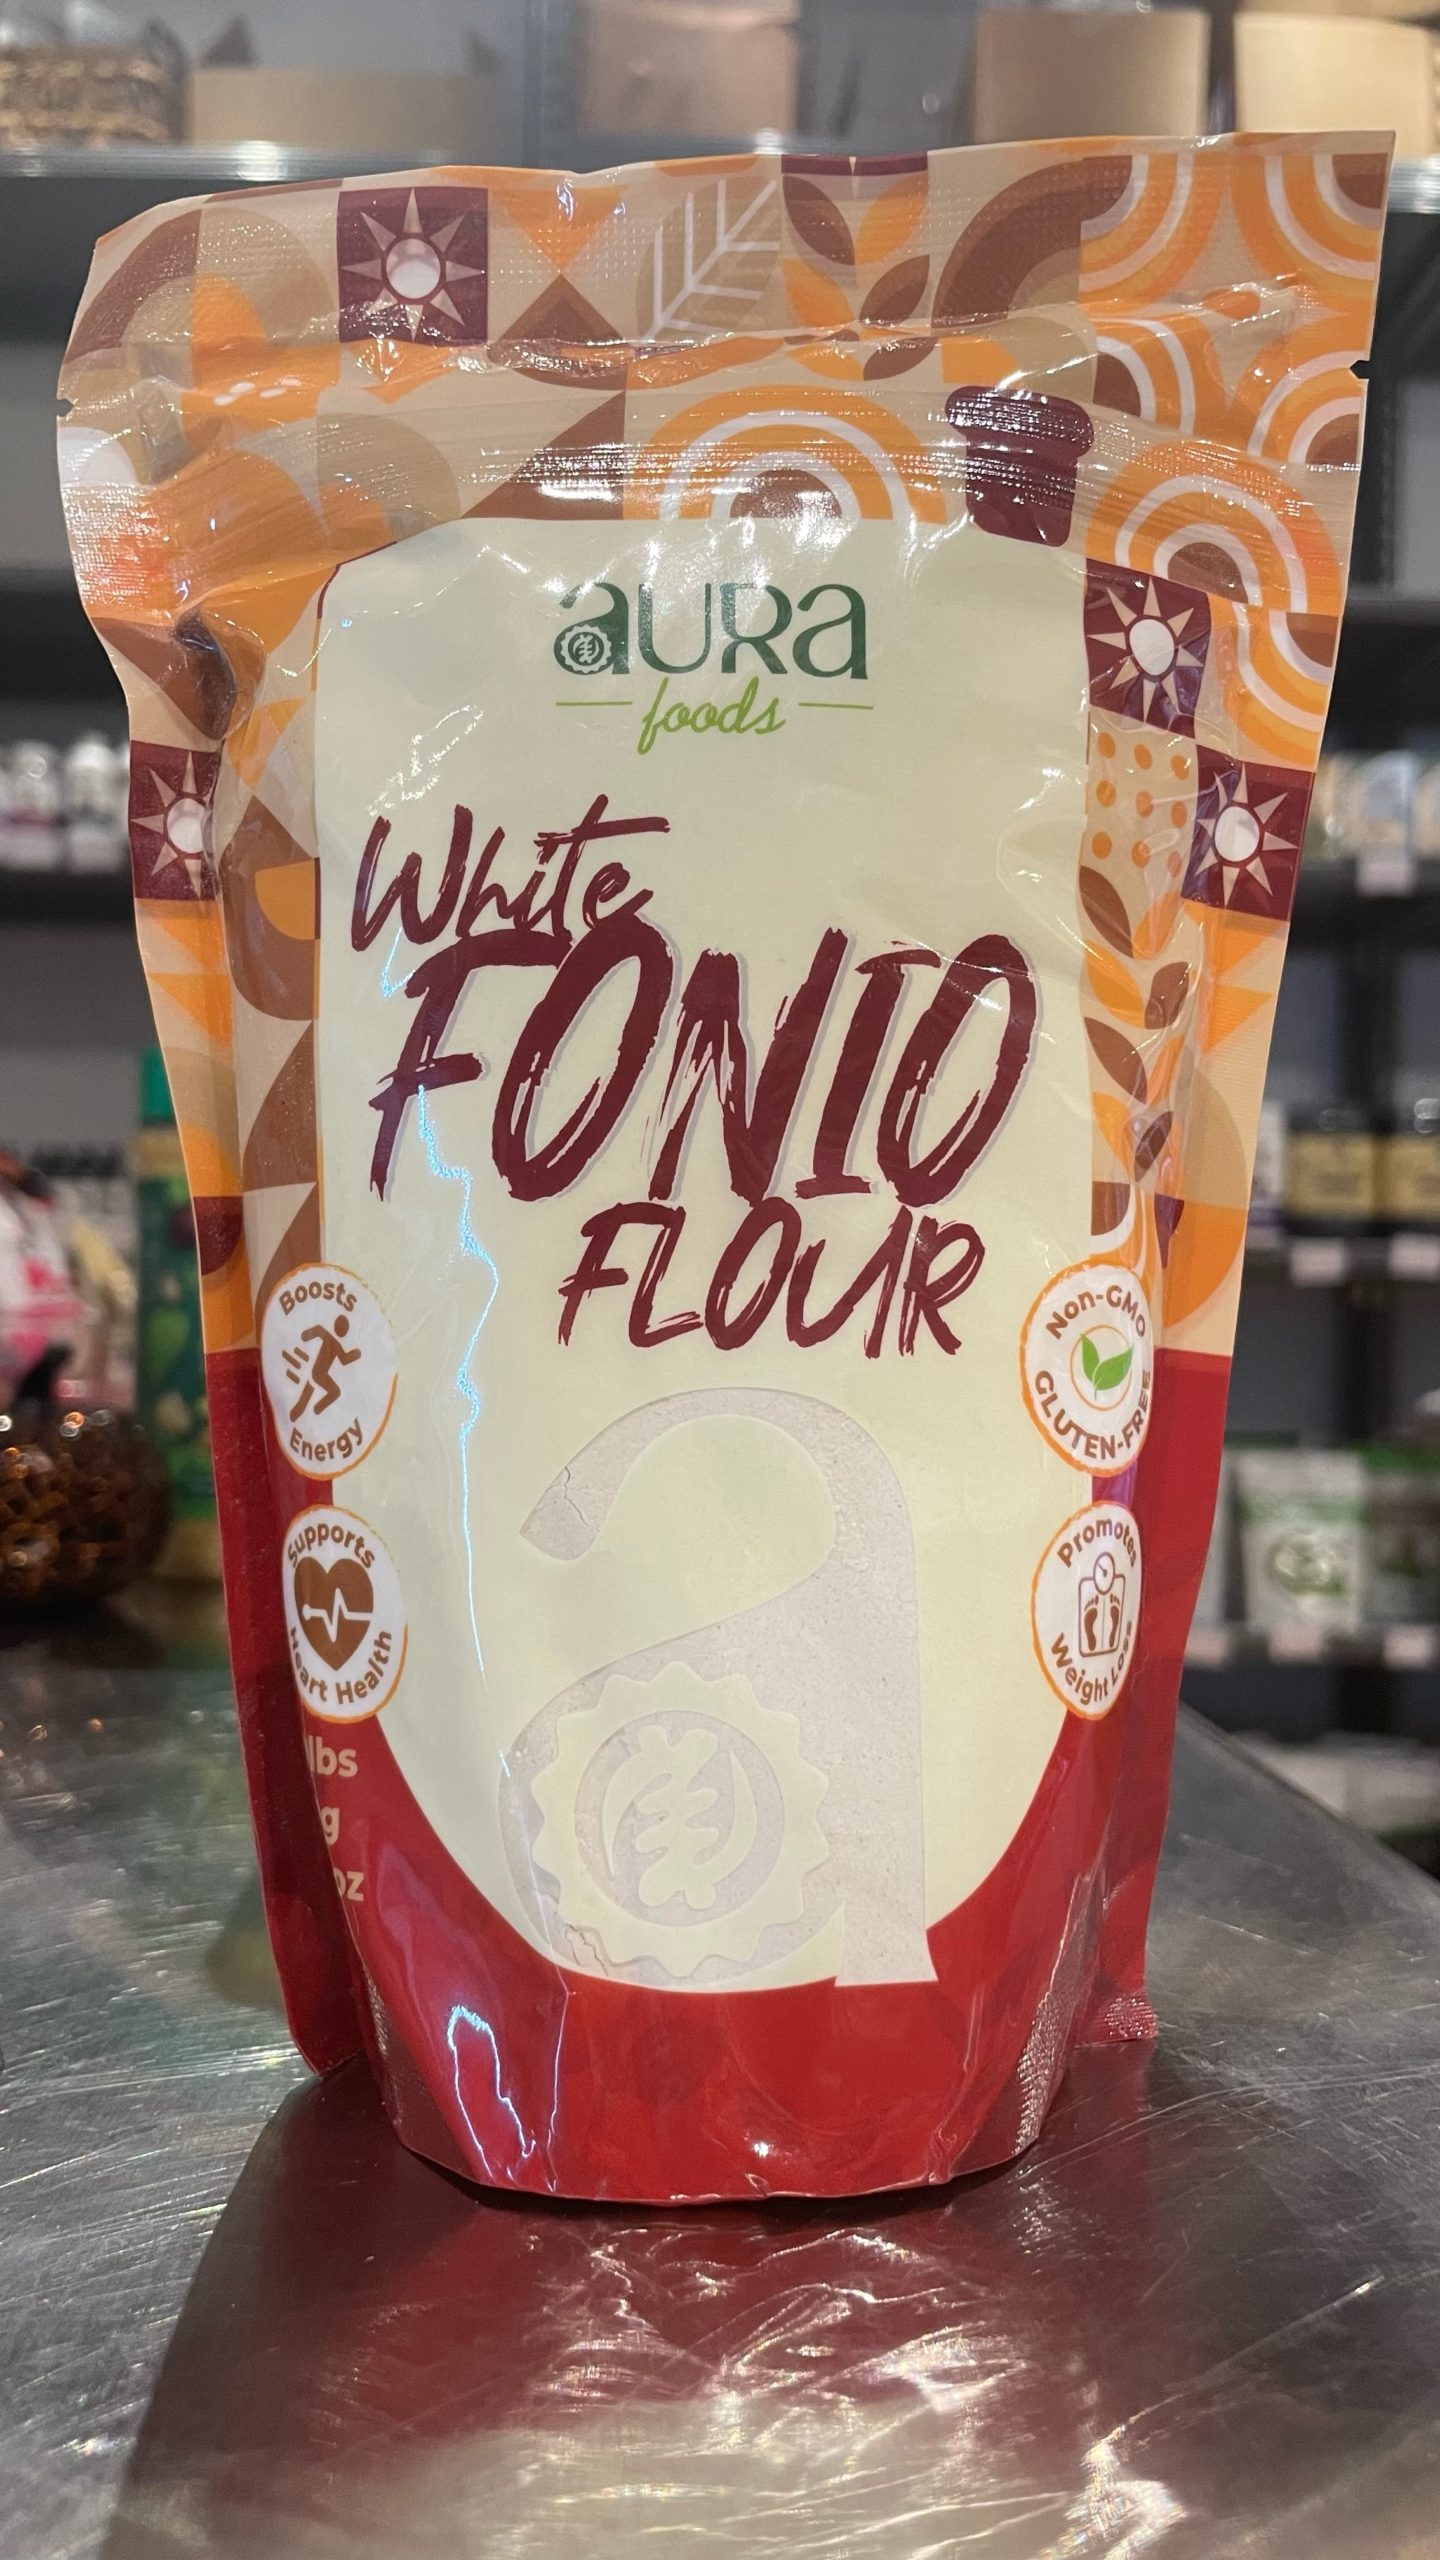 aura
foods
White
FONIO
FLOUR
Boosts
Energy
Non-GMO
GLUTEN-FREE
Supports
Heart Health
Promotes
Weight Loss
lbs
g
oz